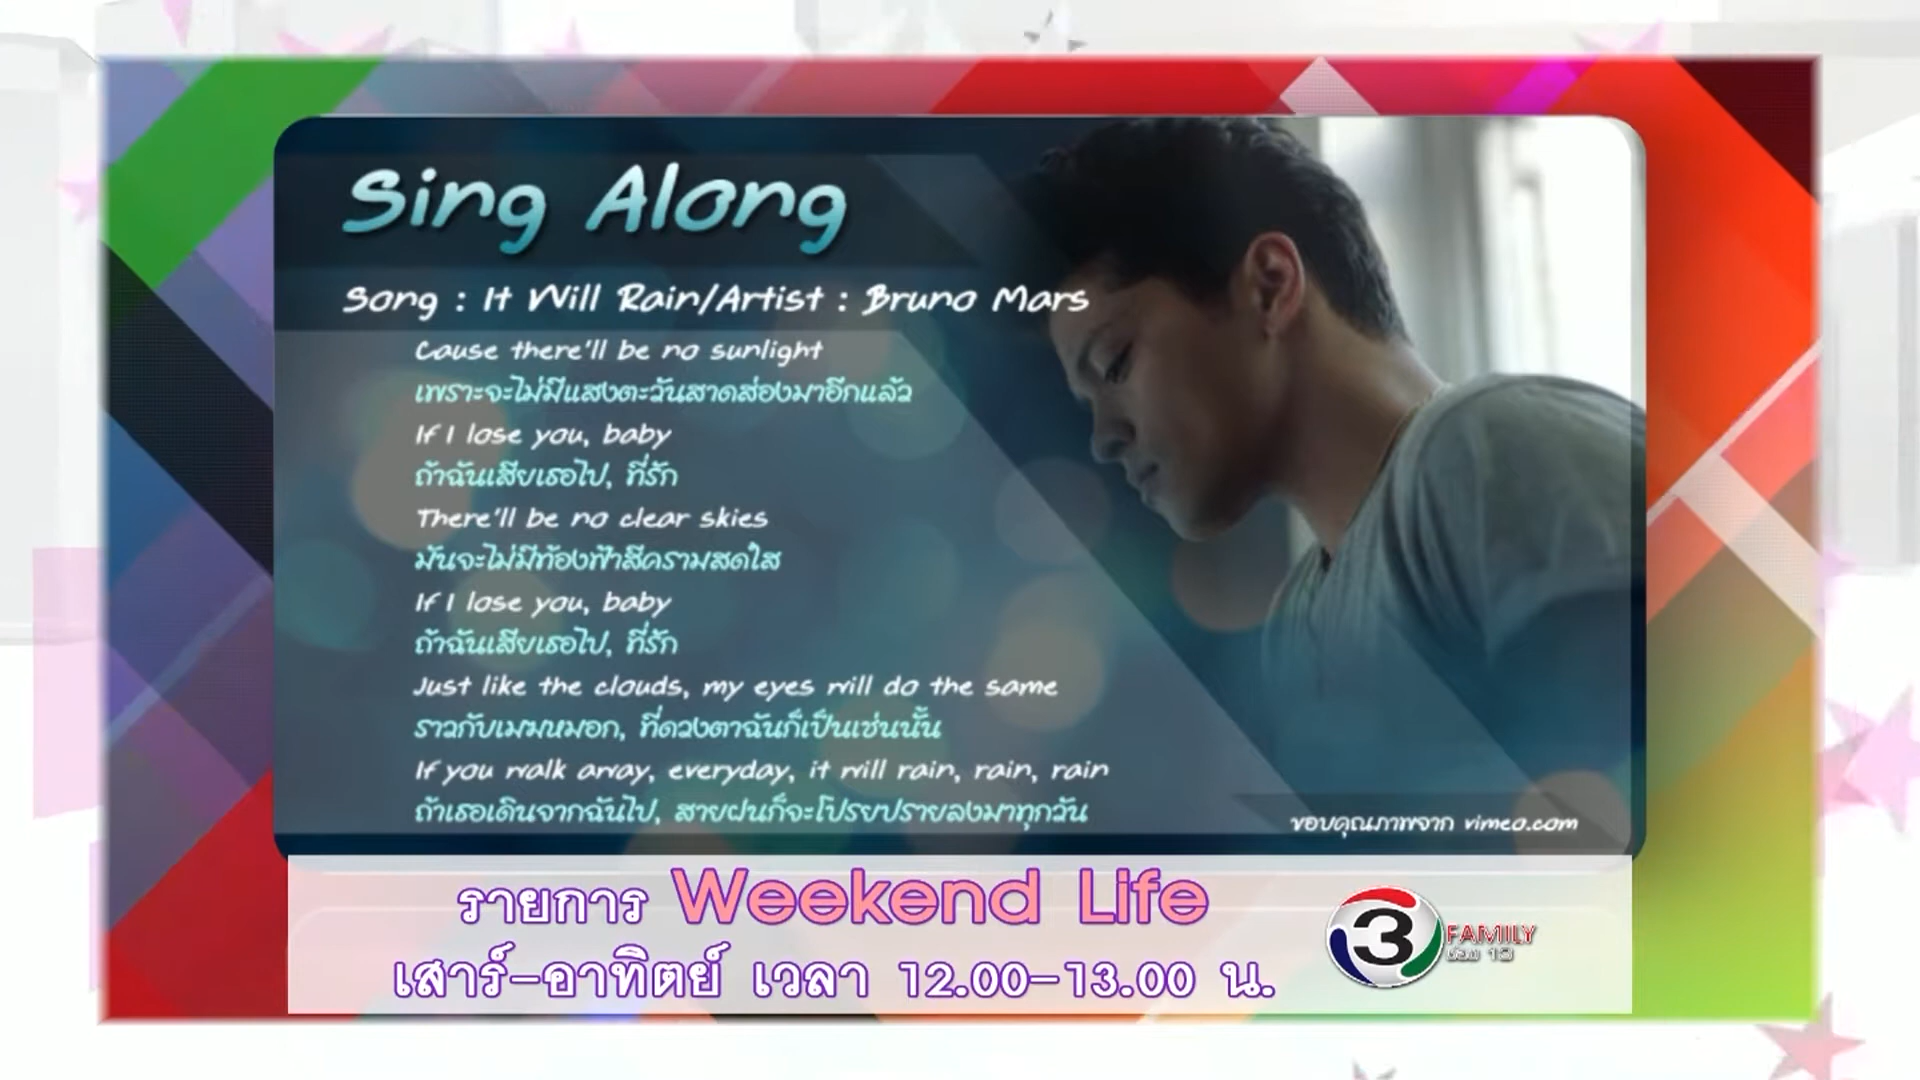 Sing Along
Song : It Will Rain/Artist : Bruno Mars
Cause there'll be no sunlight
เพราะจะไม่มีแสงตะวันสาดส่องมาอีกแล้ว
If I lose you, baby
ถ้าฉันเสียเธอไป, ที่รัก
There'll be no clear skies
มันจะไม่มีท้องฟ้าสีครามสดใส
If I lose you, baby
ถ้าฉันเสียเธอไป, ที่รัก
Just like the clouds, my eyes will do the same
ราวกับเมฆหมอก, ที่ดวงตาฉันก็เป็นเช่นนั้น
If you walk away, everyday, it will rain, rain, rain
ถ้าเธอเดินจากฉันไป, สายฝนก็จะโปรยปรายลงมาทุกวัน
ขอบคุณภาพจาก vimeo.com
รายการ Weekend Life
เสาร์-อาทิตย์ เวลา 12.00-13.00 น.
3 FAMILY
ช่อง 13